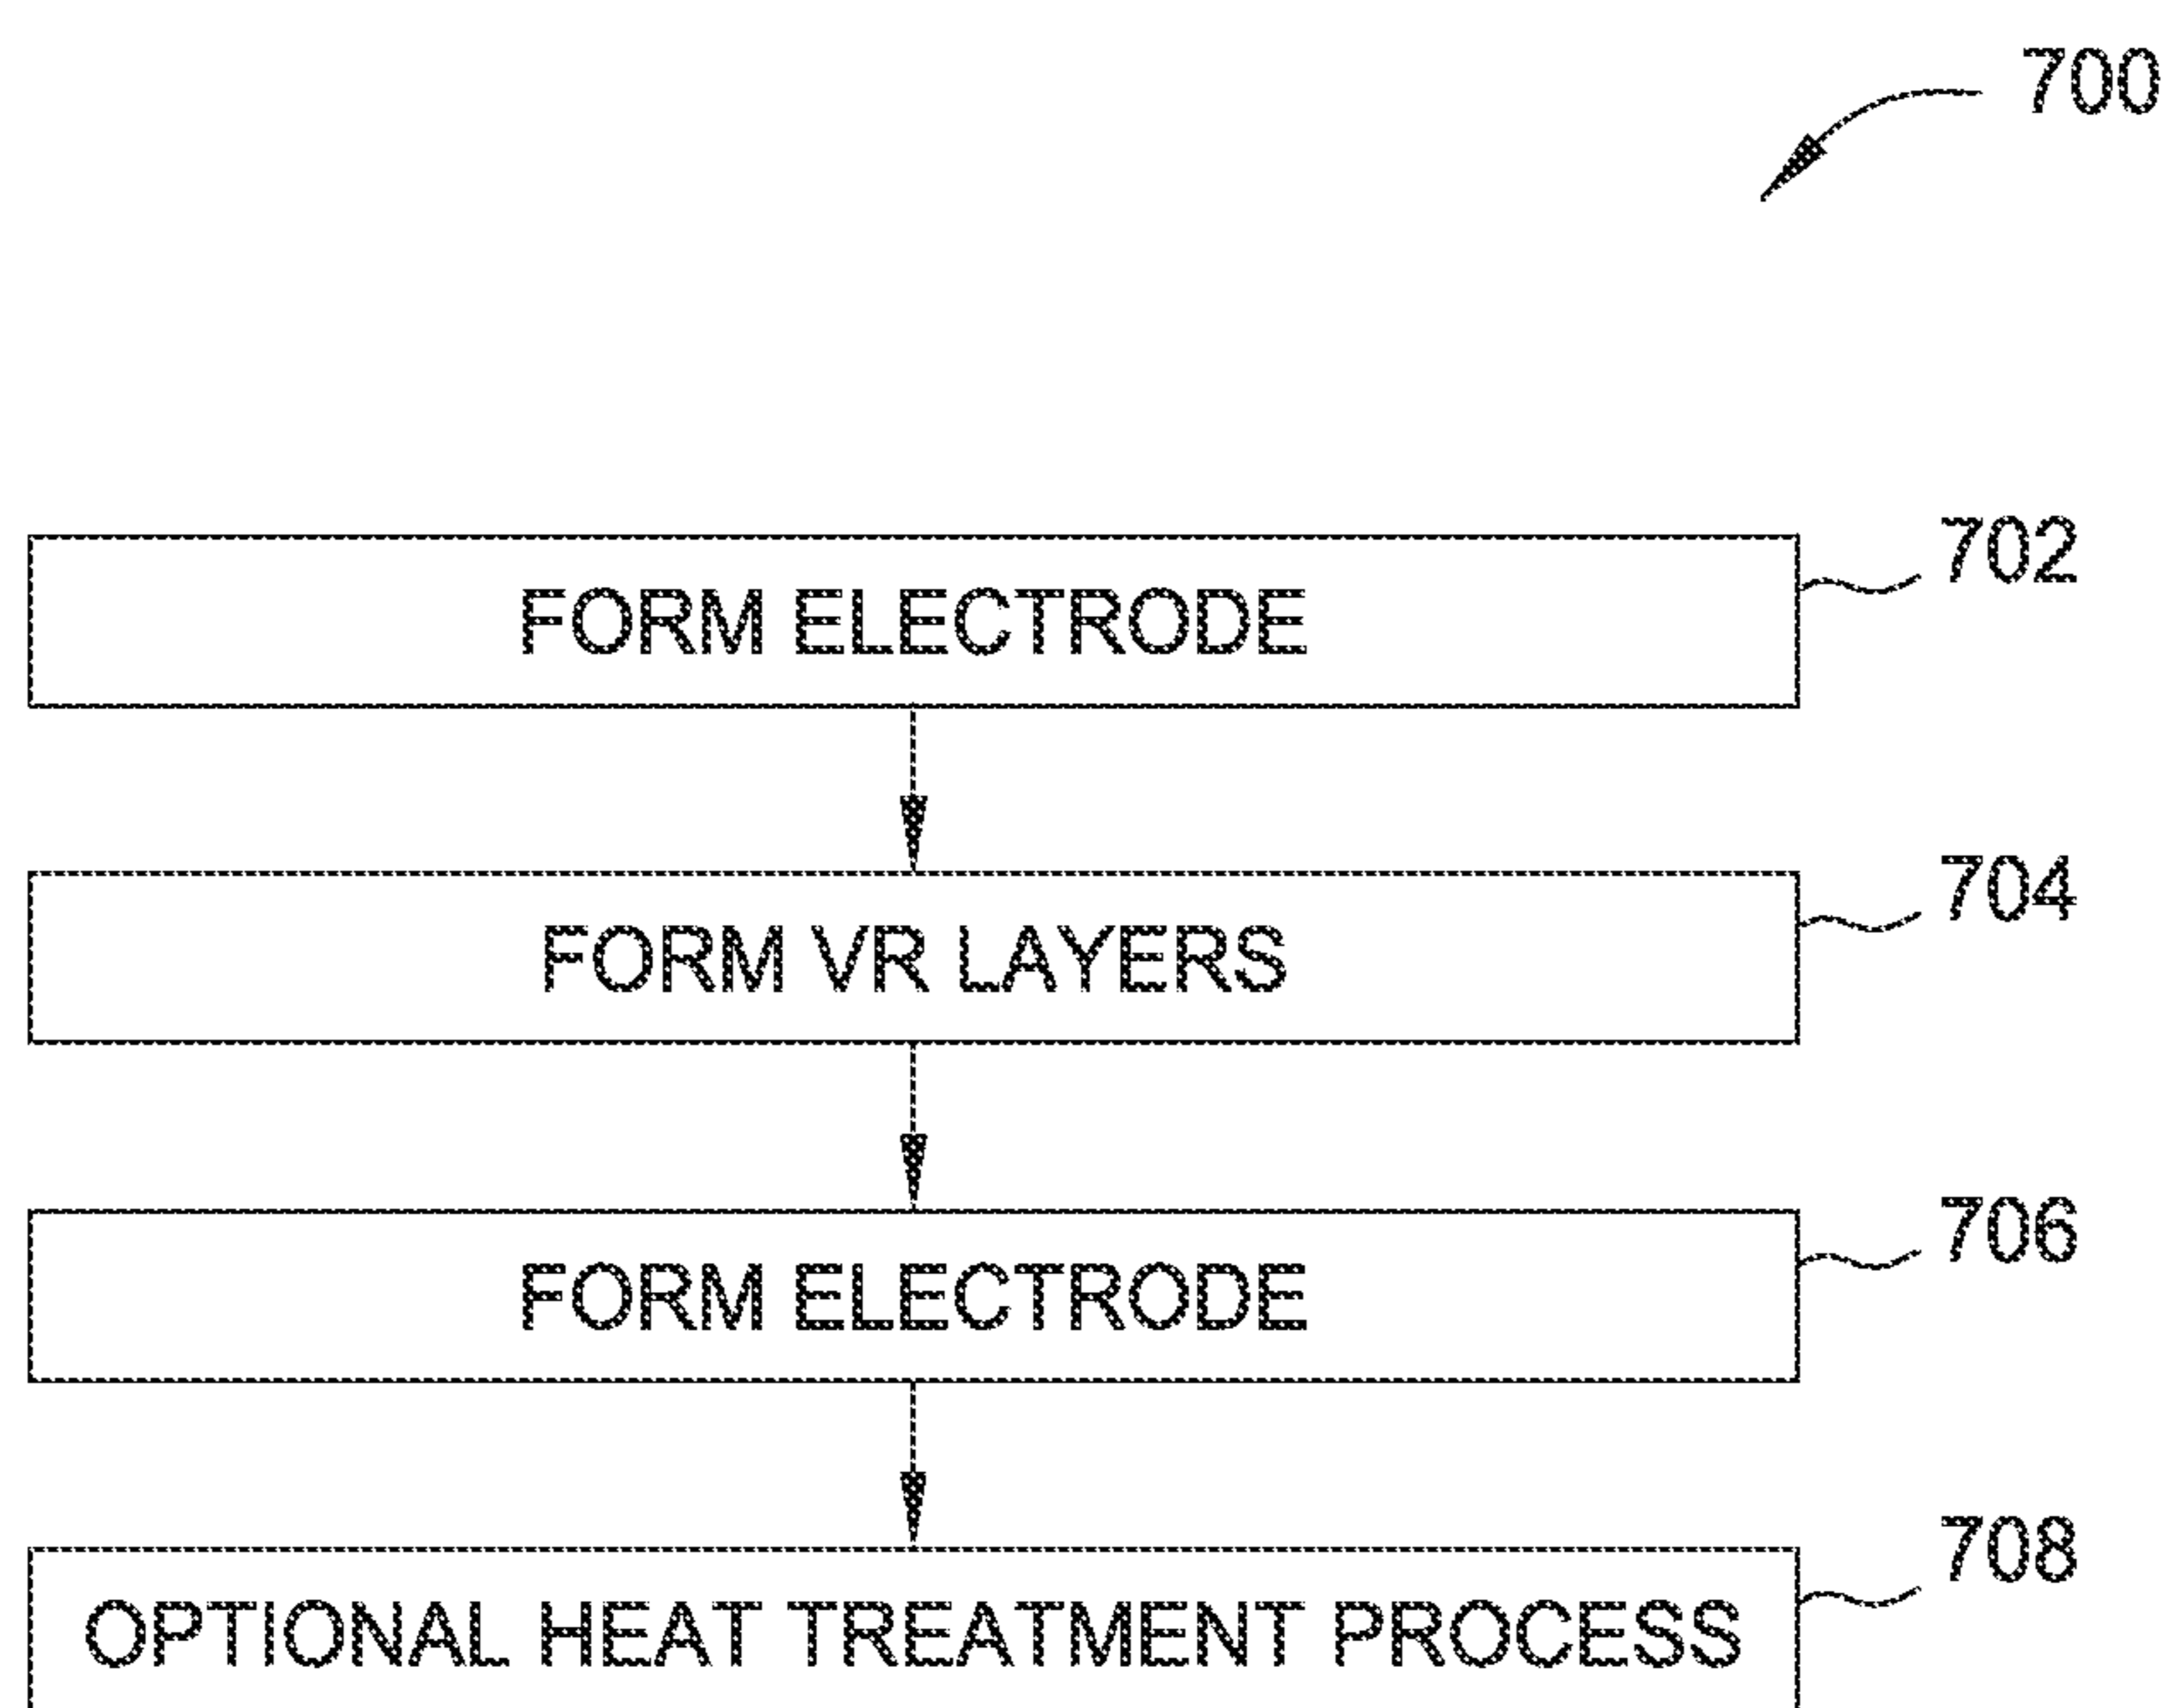 700
FORM ELECTRODE
702
FORM VR LAYERS
704
FORM ELECTRODE
706
OPTIONAL HEAT TREATMENT PROCESS
708